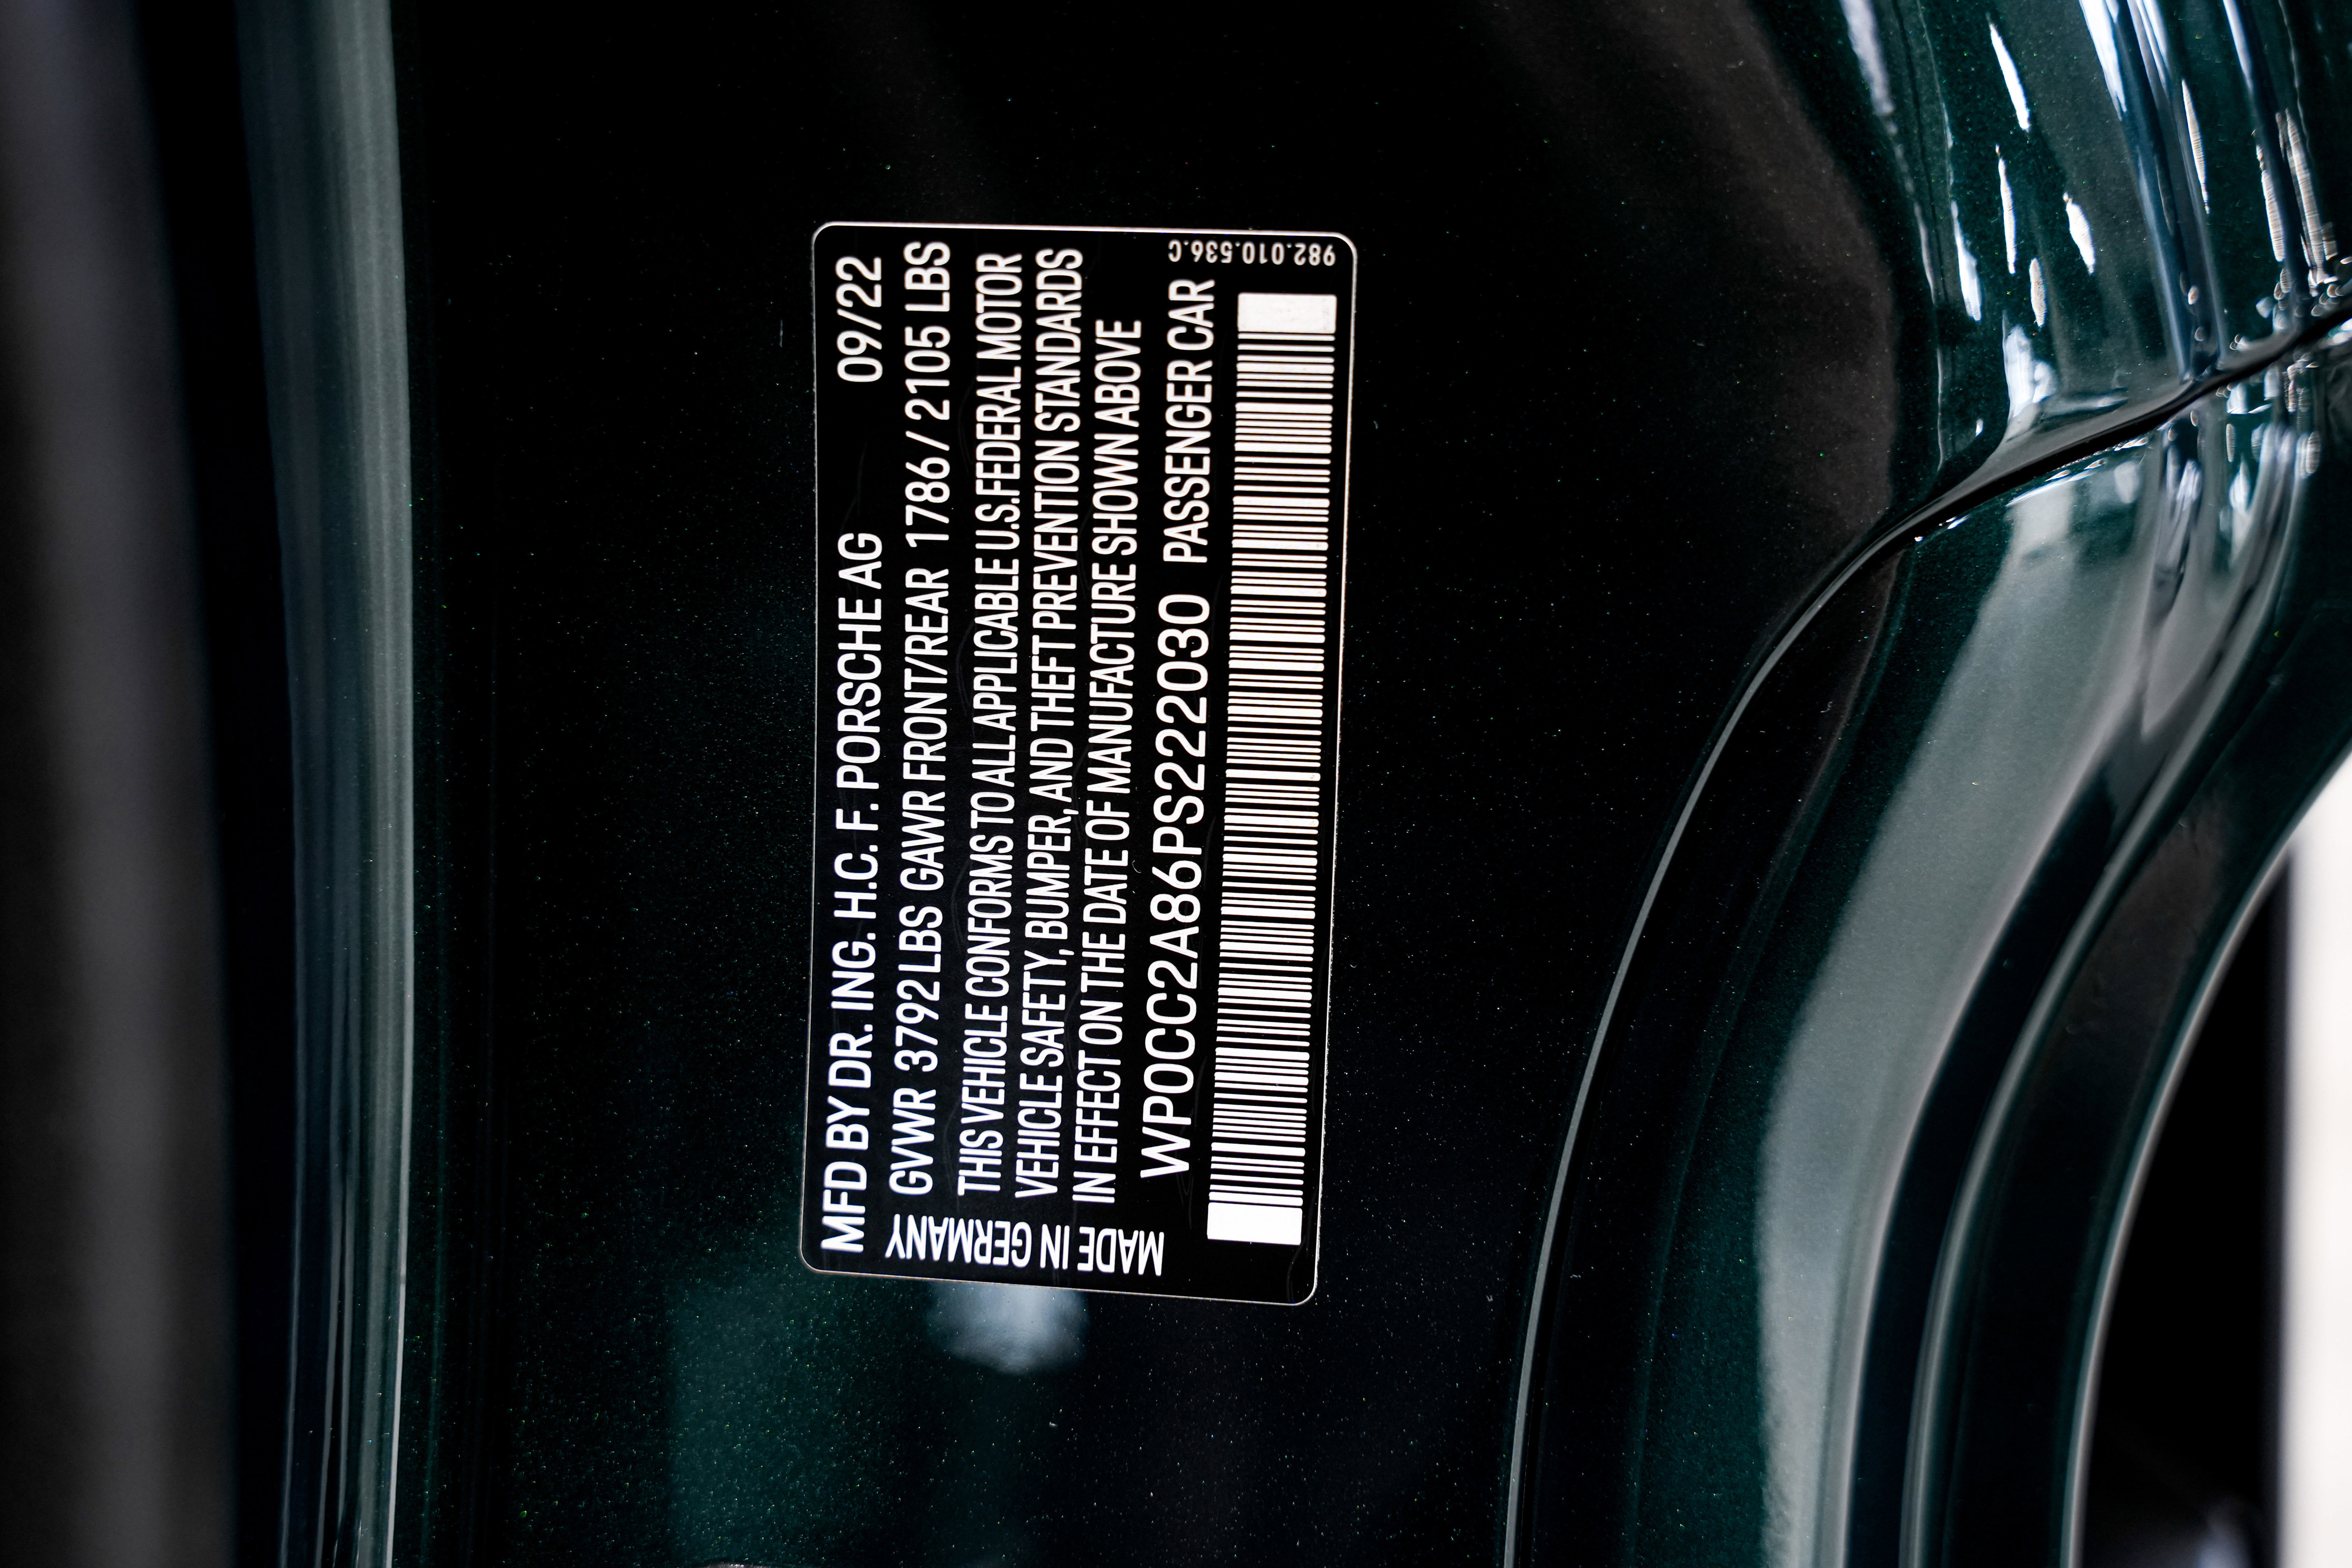 MFD BY DR. ING. H.C. F. PORSCHE AG 09/22
GVWR 3792 LBS GAWR FRONT/REAR 1786 / 2105 LBS
THIS VEHICLE CONFORMS TO ALL APPLICABLE U.S.FEDERAL MOTOR
VEHICLE SAFETY, BUMPER, AND THEFT PREVENTION STANDARDS
IN EFFECT ON THE DATE OF MANUFACTURE SHOWN ABOVE
WP0CC2A86PS222030 PASSENGER CAR
MADE IN GERMANY
982.010.536.C